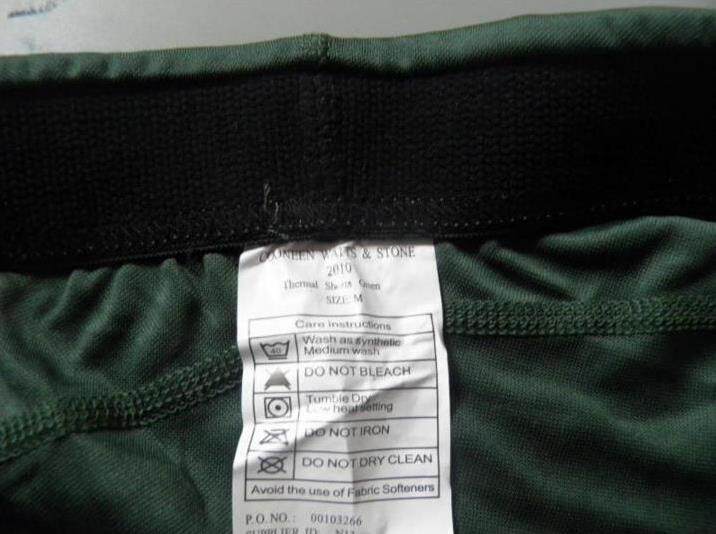 COONEEN WATTS & STONE
2010
Thermal Shorts Green
SIZE: M
Care instructions
40 Wash as synthetic
Medium wash
DO NOT BLEACH
Tumble Dry
Low heat setting
DO NOT IRON
DO NOT DRY CLEAN
Avoid the use of Fabric Softeners
P.O. NO.: 00103266
SUPPLIER ID: